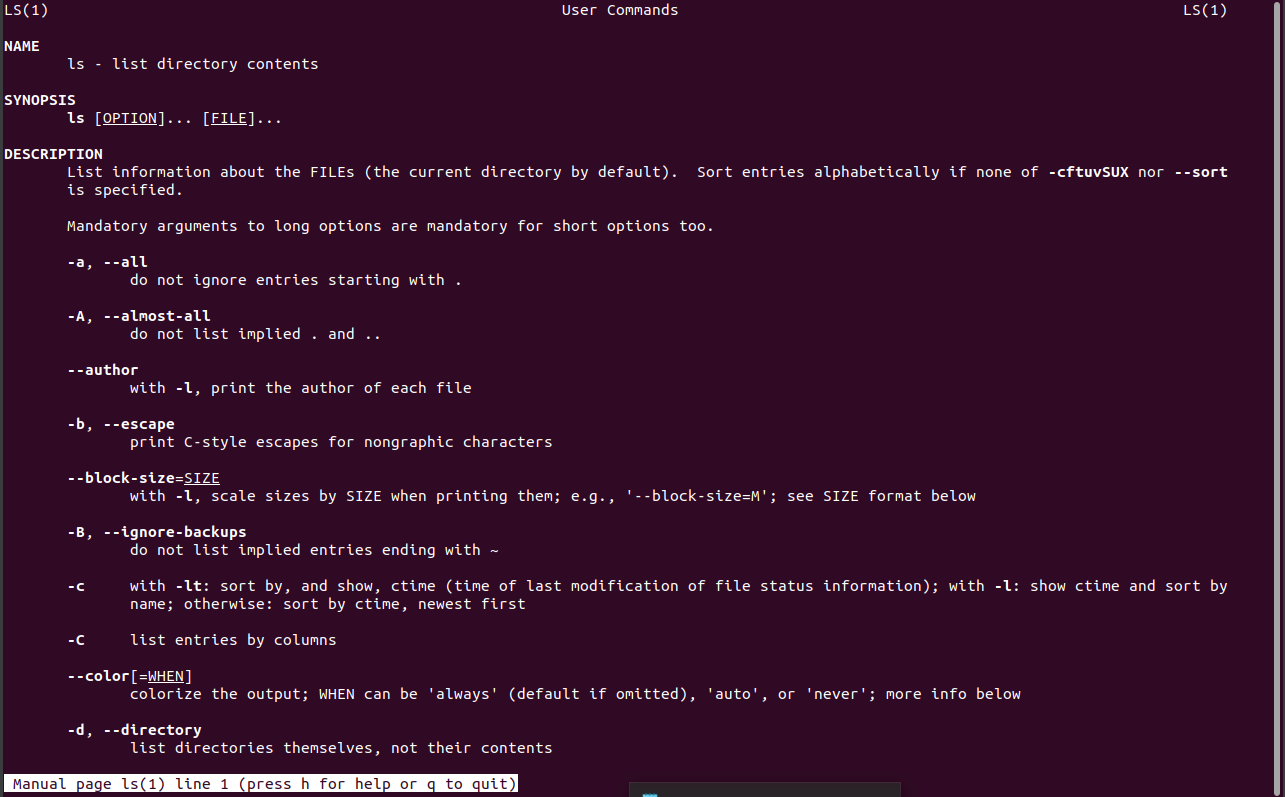 LS(1) User Commands LS(1)
NAME
ls - list directory contents
SYNOPSIS
ls [OPTION]... [FILE]...
DESCRIPTION
List information about the FILEs (the current directory by default). Sort entries alphabetically if none of -cftuvSUX nor --sort
is specified.
Mandatory arguments to long options are mandatory for short options too.
-a, --all
do not ignore entries starting with .
-A, --almost-all
do not list implied . and ..
--author
with -l, print the author of each file
-b, --escape
print C-style escapes for nongraphic characters
--block-size=SIZE
with -l, scale sizes by SIZE when printing them; e.g., '--block-size=M'; see SIZE format below
-B, --ignore-backups
do not list implied entries ending with ~
-c with -lt: sort by, and show, ctime (time of last modification of file status information); with -l: show ctime and sort by
name; otherwise: sort by ctime, newest first
-C list entries by columns
--color[=WHEN]
colorize the output; WHEN can be 'always' (default if omitted), 'auto', or 'never'; more info below
-d, --directory
list directories themselves, not their contents
Manual page ls(1) line 1 (press h for help or q to quit)